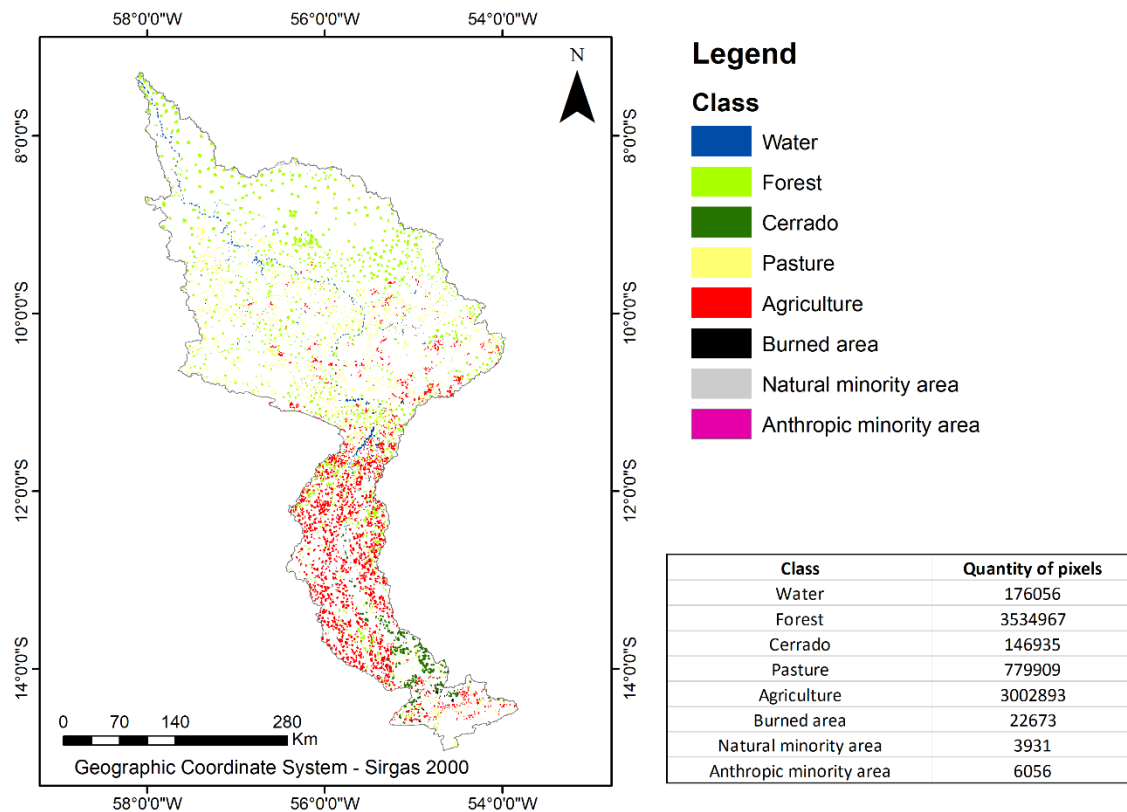 58°0'0"W 56°0'0"W 54°0'0"W
N
8°0'0"S 8°0'0"S
10°0'0"S 10°0'0"S
12°0'0"S 12°0'0"S
14°0'0"S 14°0'0"S
0 70 140 280
Km
Geographic Coordinate System - Sirgas 2000
58°0'0"W 56°0'0"W 54°0'0"W
Legend
Class
Water
Forest
Cerrado
Pasture
Agriculture
Burned area
Natural minority area
Anthropic minority area
Class Quantity of pixels
Water 176056
Forest 3534967
Cerrado 146935
Pasture 779909
Agriculture 3002893
Burned area 22673
Natural minority area 3931
Anthropic minority area 6056